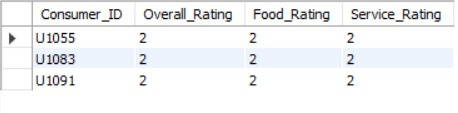 Consumer_ID Overall_Rating Food_Rating Service_Rating
U1055 2 2 2
U1083 2 2 2
U1091 2 2 2